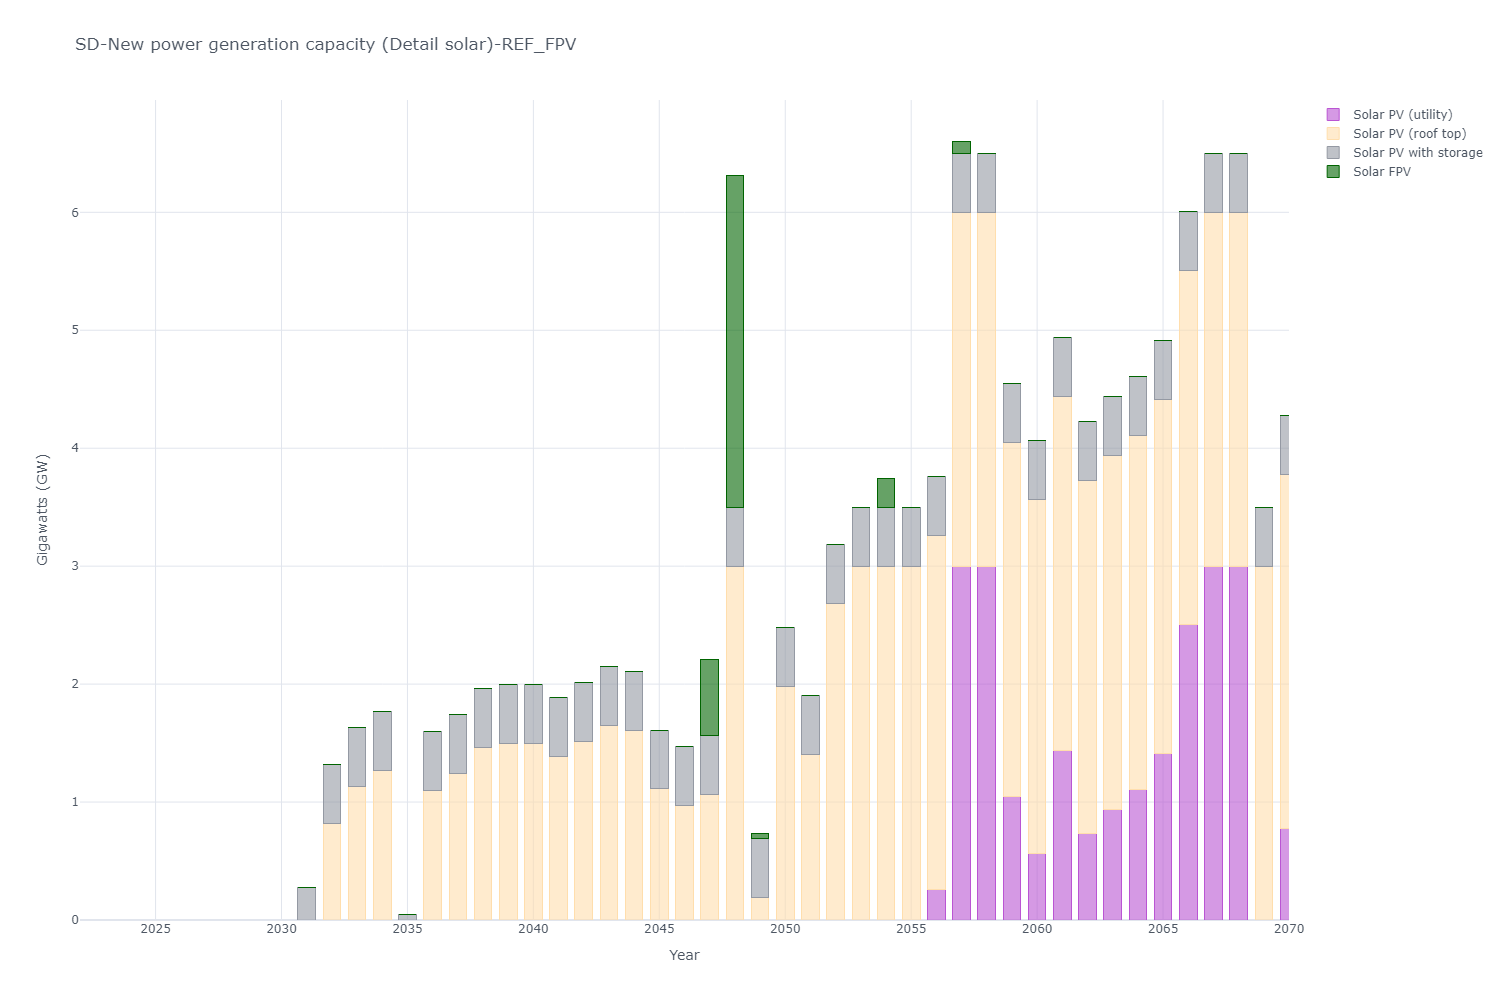 SD-New power generation capacity (Detail solar)-REF_FPV
Solar PV (utility)
Solar PV (roof top)
Solar PV with storage
Solar FPV
6
5
4
3
2
1
0
Gigawatts (GW)
2025 2030 2035 2040 2045 2050 2055 2060 2065 2070
Year